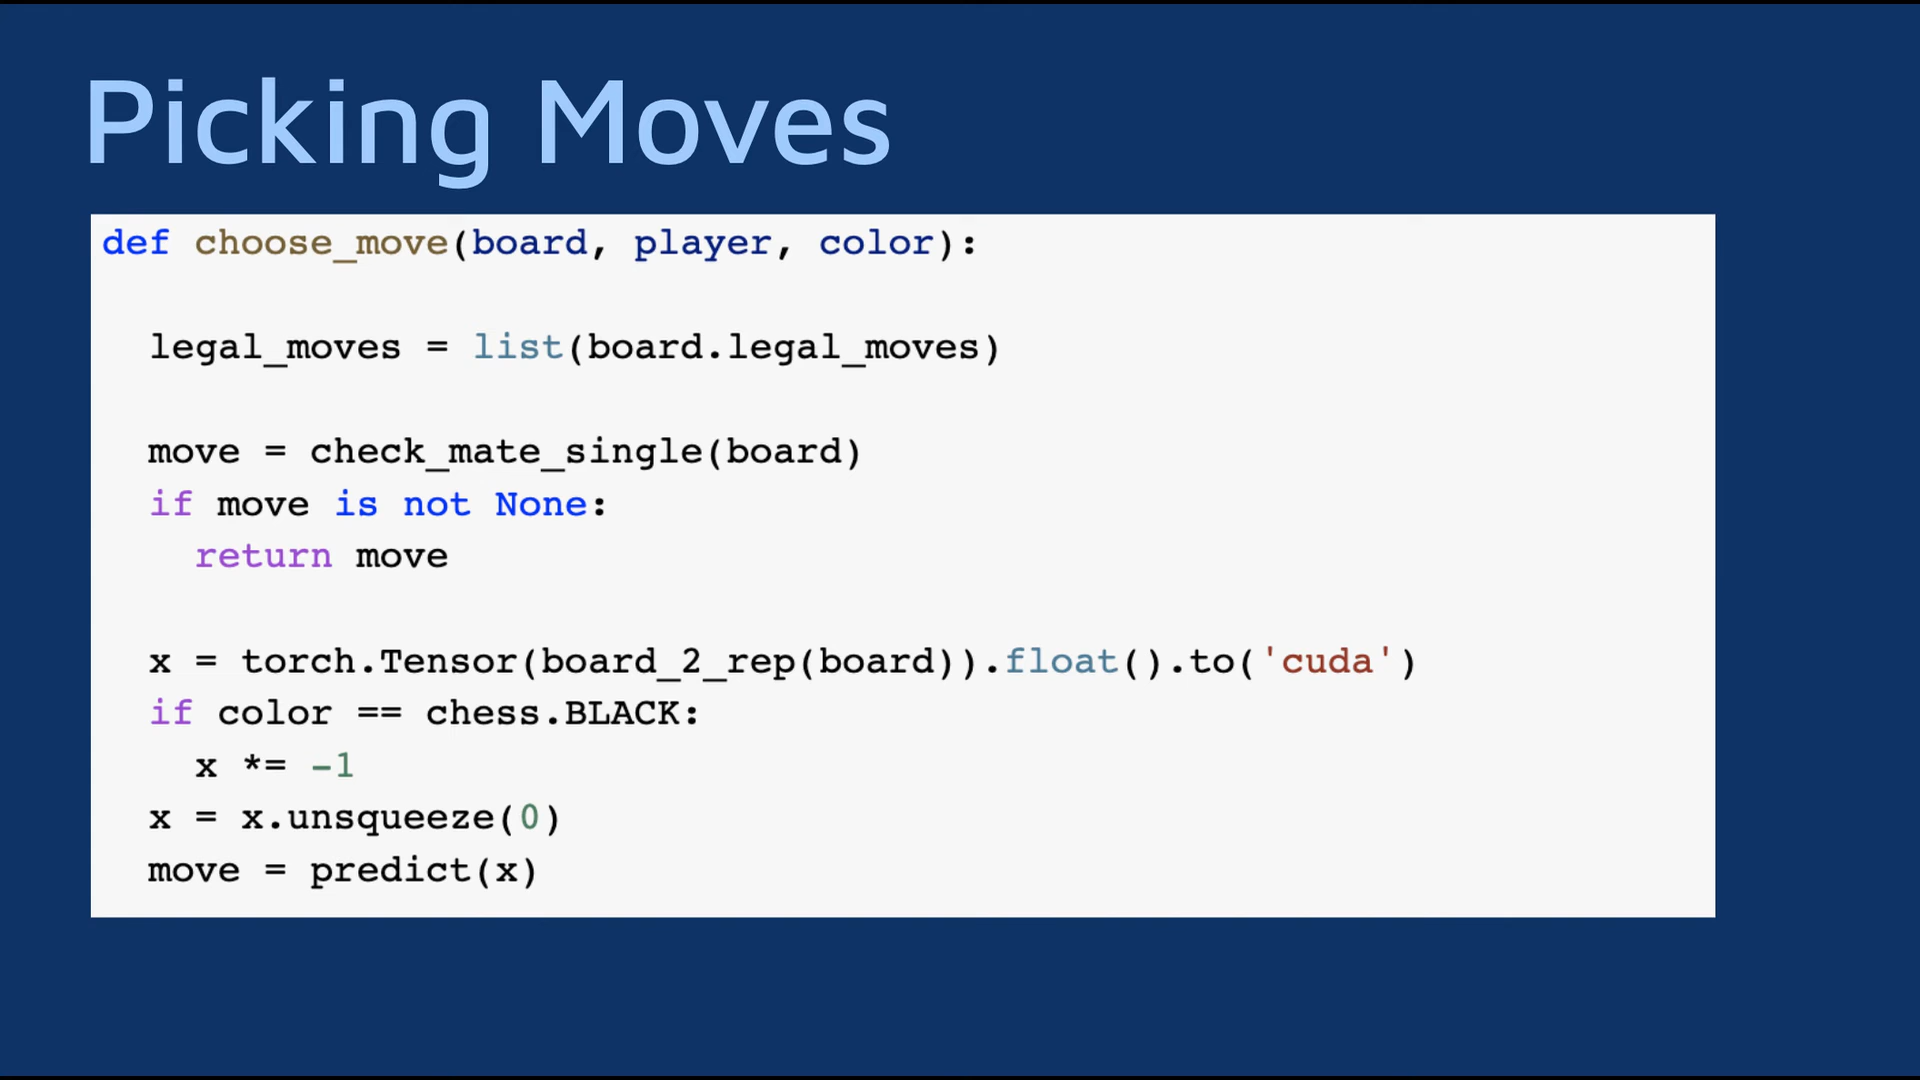 Picking Moves
def choose_move(board, player, color):
legal_moves = list(board.legal_moves)
move = check_mate_single(board)
if move is not None:
return move
x = torch.Tensor(board_2_rep(board)).float().to('cuda')
if color == chess.BLACK:
x *= -1
x = x.unsqueeze(0)
move = predict(x)